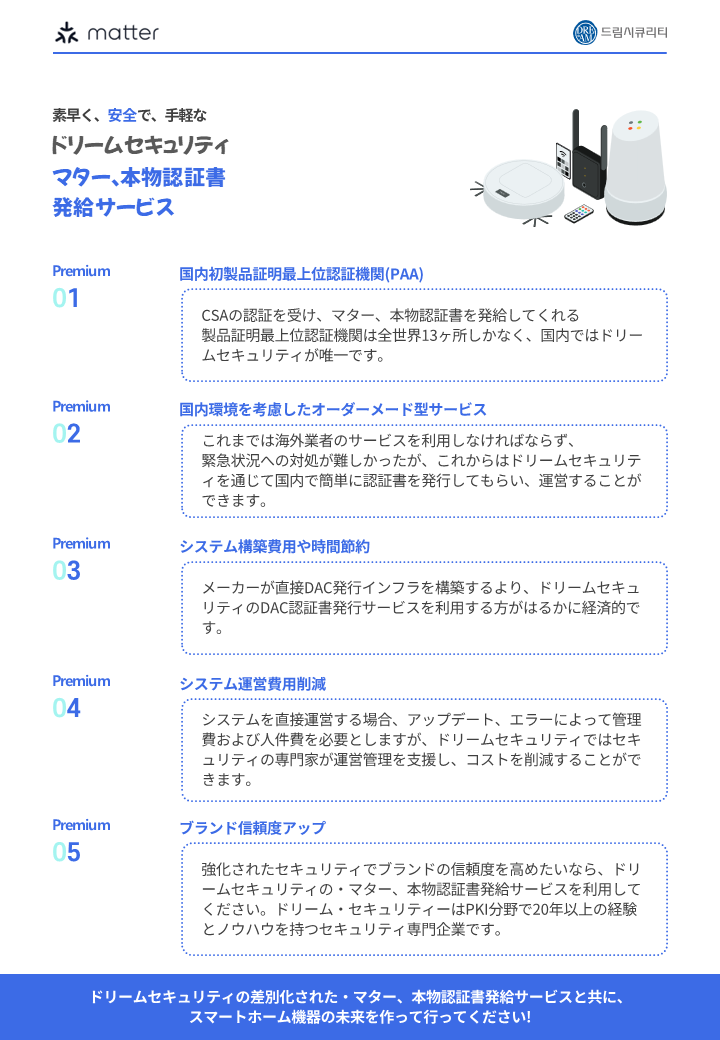 matter
DREAM
드림시큐리티
素早く、安全で、手軽な
ドリームセキュリティ
マター、本物認証書
発給サービス
Premium
01
国内初製品証明最上位認証機関(PAA)
CSAの認証を受け、マター、本物認証書を発給してくれる
製品証明最上位認証機関は全世界13ヶ所しかなく、国内ではドリー
ムセキュリティが唯一です。
Premium
02
国内環境を考慮したオーダーメード型サービス
これまでは海外業者のサービスを利用しなければならず、
緊急状況への対処が難しかったが、これからはドリームセキュリテ
ィを通じて国内で簡単に認証書を発行してもらい、運営することが
できます。
Premium
03
システム構築費用や時間節約
メーカーが直接DAC発行インフラを構築するより、ドリームセキュ
リティのDAC認証書発行サービスを利用する方がはるかに経済的で
す。
Premium
04
システム運営費用削減
システムを直接運営する場合、アップデート、エラーによって管理
費および人件費を必要としますが、ドリームセキュリティではセキ
ュリティの専門家が運営管理を支援し、コストを削減することがで
きます。
Premium
05
ブランド信頼度アップ
強化されたセキュリティでブランドの信頼度を高めたいなら、ドリ
ームセキュリティの・マター、本物認証書発給サービスを利用して
ください。ドリーム・セキュリティーはPKI分野で20年以上の経験
とノウハウを持つセキュリティ専門企業です。
ドリームセキュリティの差別化された・マター、本物認証書発給サービスと共に、
スマートホーム機器の未来を作って行ってください!